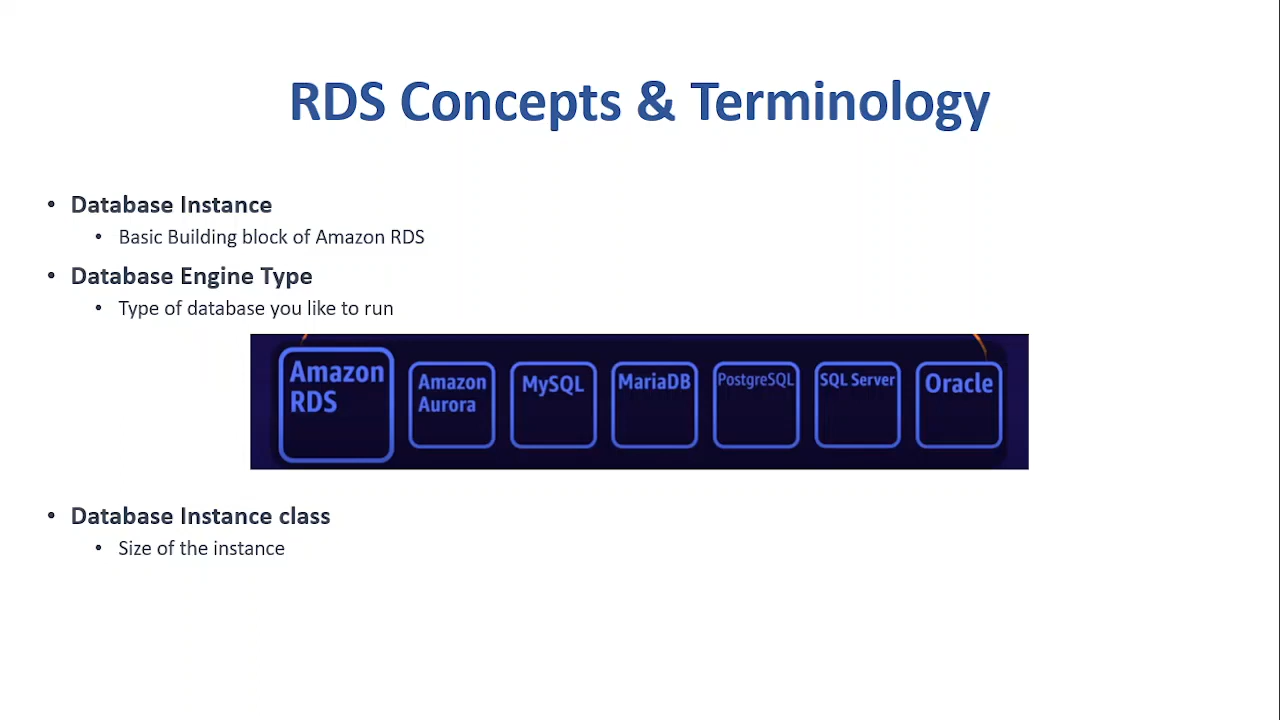 RDS Concepts & Terminology
• Database Instance
• Basic Building block of Amazon RDS
• Database Engine Type
• Type of database you like to run
Amazon
RDS
Amazon
Aurora
MySQL
MariaDB
PostgreSQL
SQL Server
Oracle
• Database Instance class
• Size of the instance